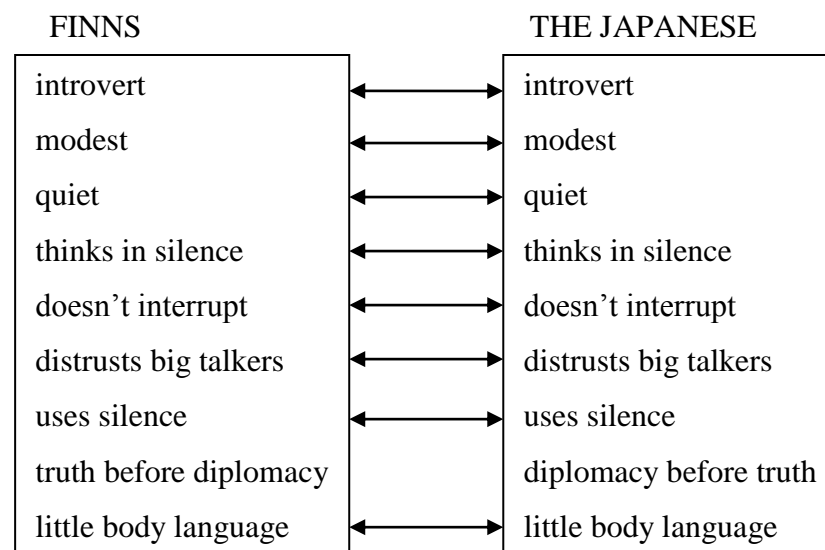 FINNS THE JAPANESE
introvert introvert
modest modest
quiet quiet
thinks in silence thinks in silence
doesn’t interrupt doesn’t interrupt
distrusts big talkers distrusts big talkers
uses silence uses silence
truth before diplomacy diplomacy before truth
little body language little body language